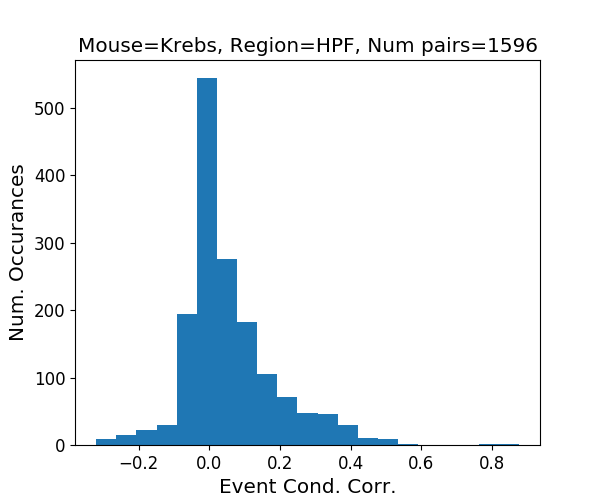 Mouse=Krebs, Region=HPF, Num pairs=1596
Num. Occurances
500
400
300
200
100
0
−0.2 0.0 0.2 0.4 0.6 0.8
Event Cond. Corr.